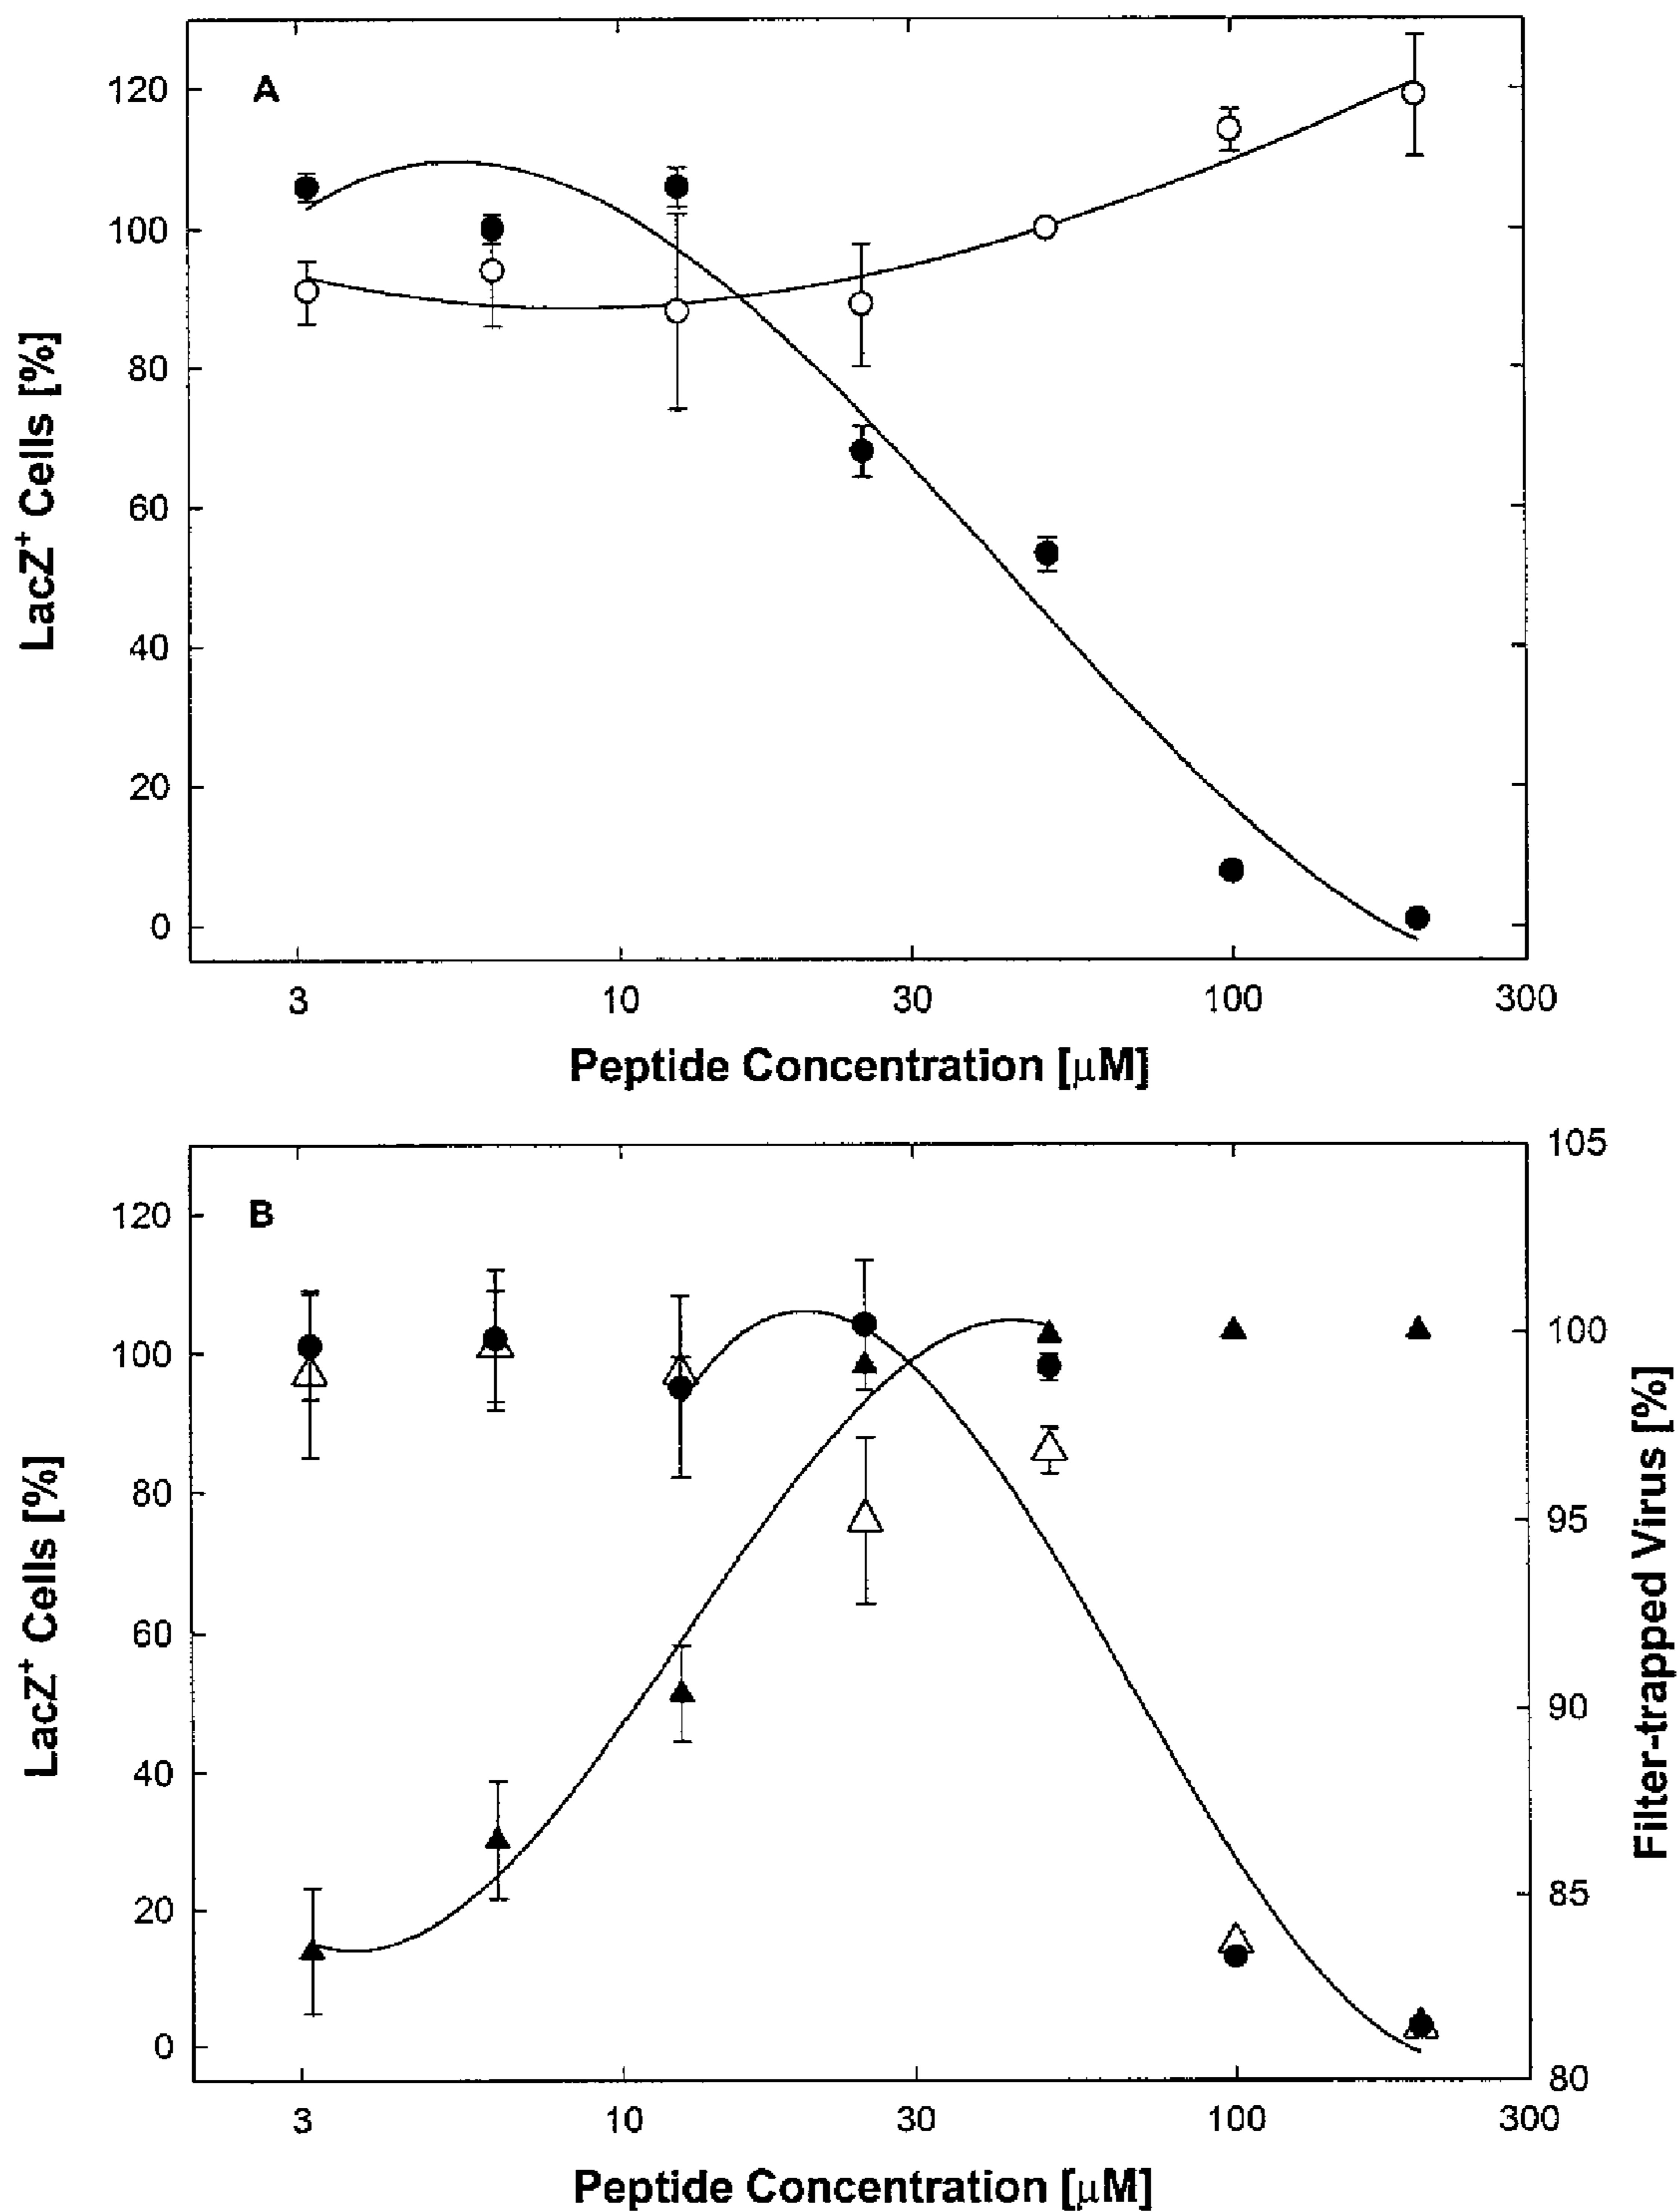 A
120
100
80
60
40
20
0
LacZ+ Cells [%]
3 10 30 100 300
Peptide Concentration [μM]
B
120
100
80
60
40
20
0
LacZ+ Cells [%]
105
100
95
90
85
80
Filter-trapped Virus [%]
3 10 30 100 300
Peptide Concentration [μM]